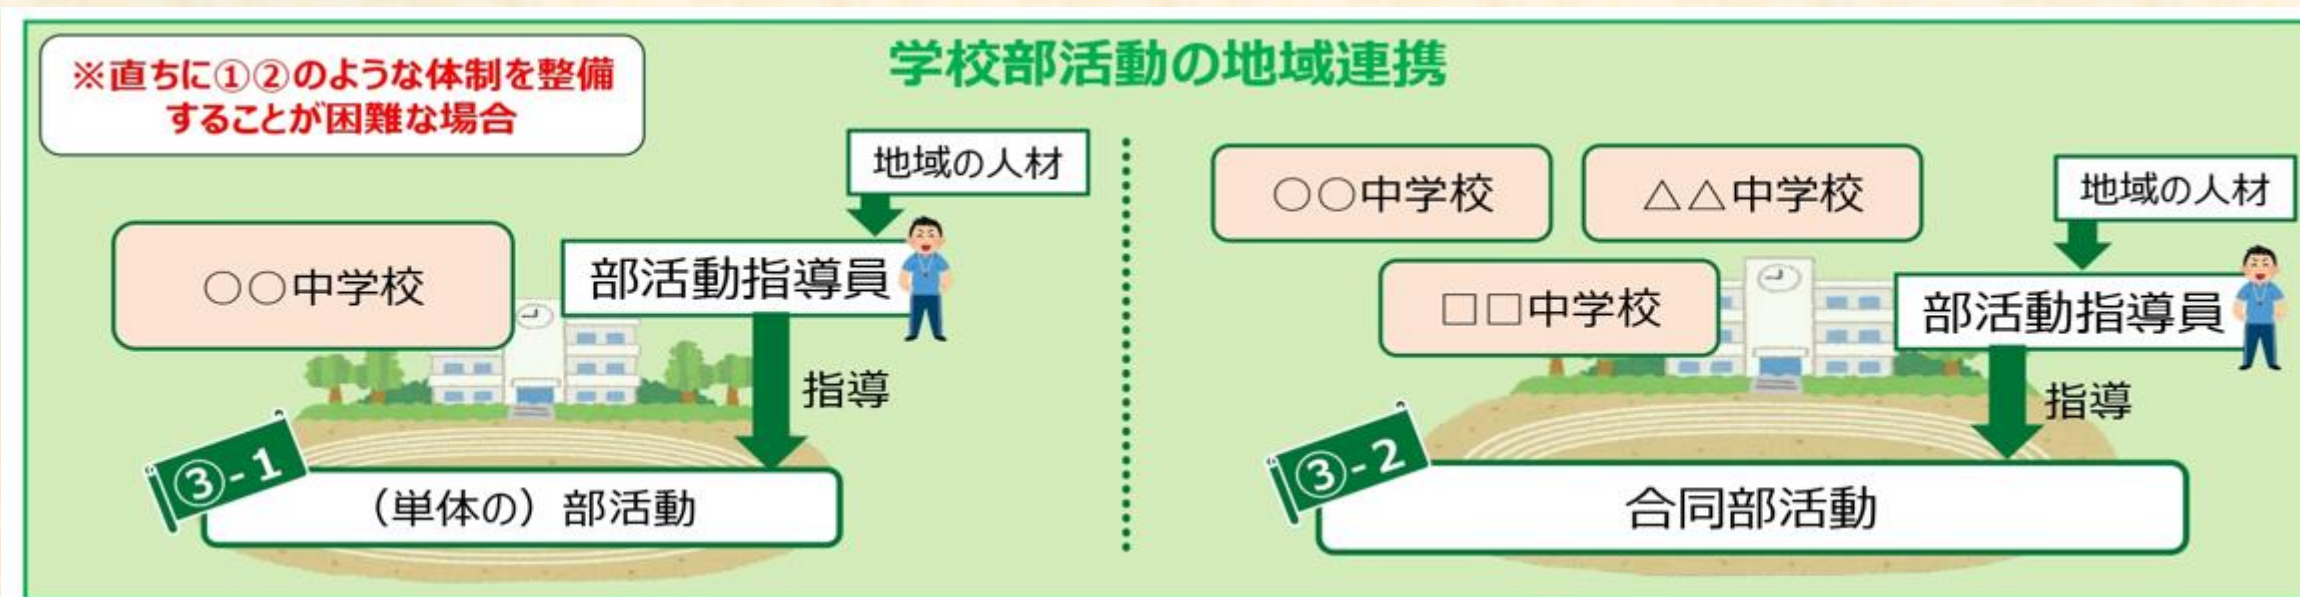 学校部活動の地域連携
※直ちに①②のような体制を整備
することが困難な場合
地域の人材
○○中学校
部活動指導員
指導
③-1
（単体の）部活動
○○中学校
△△中学校
地域の人材
□□中学校
部活動指導員
指導
③-2
合同部活動